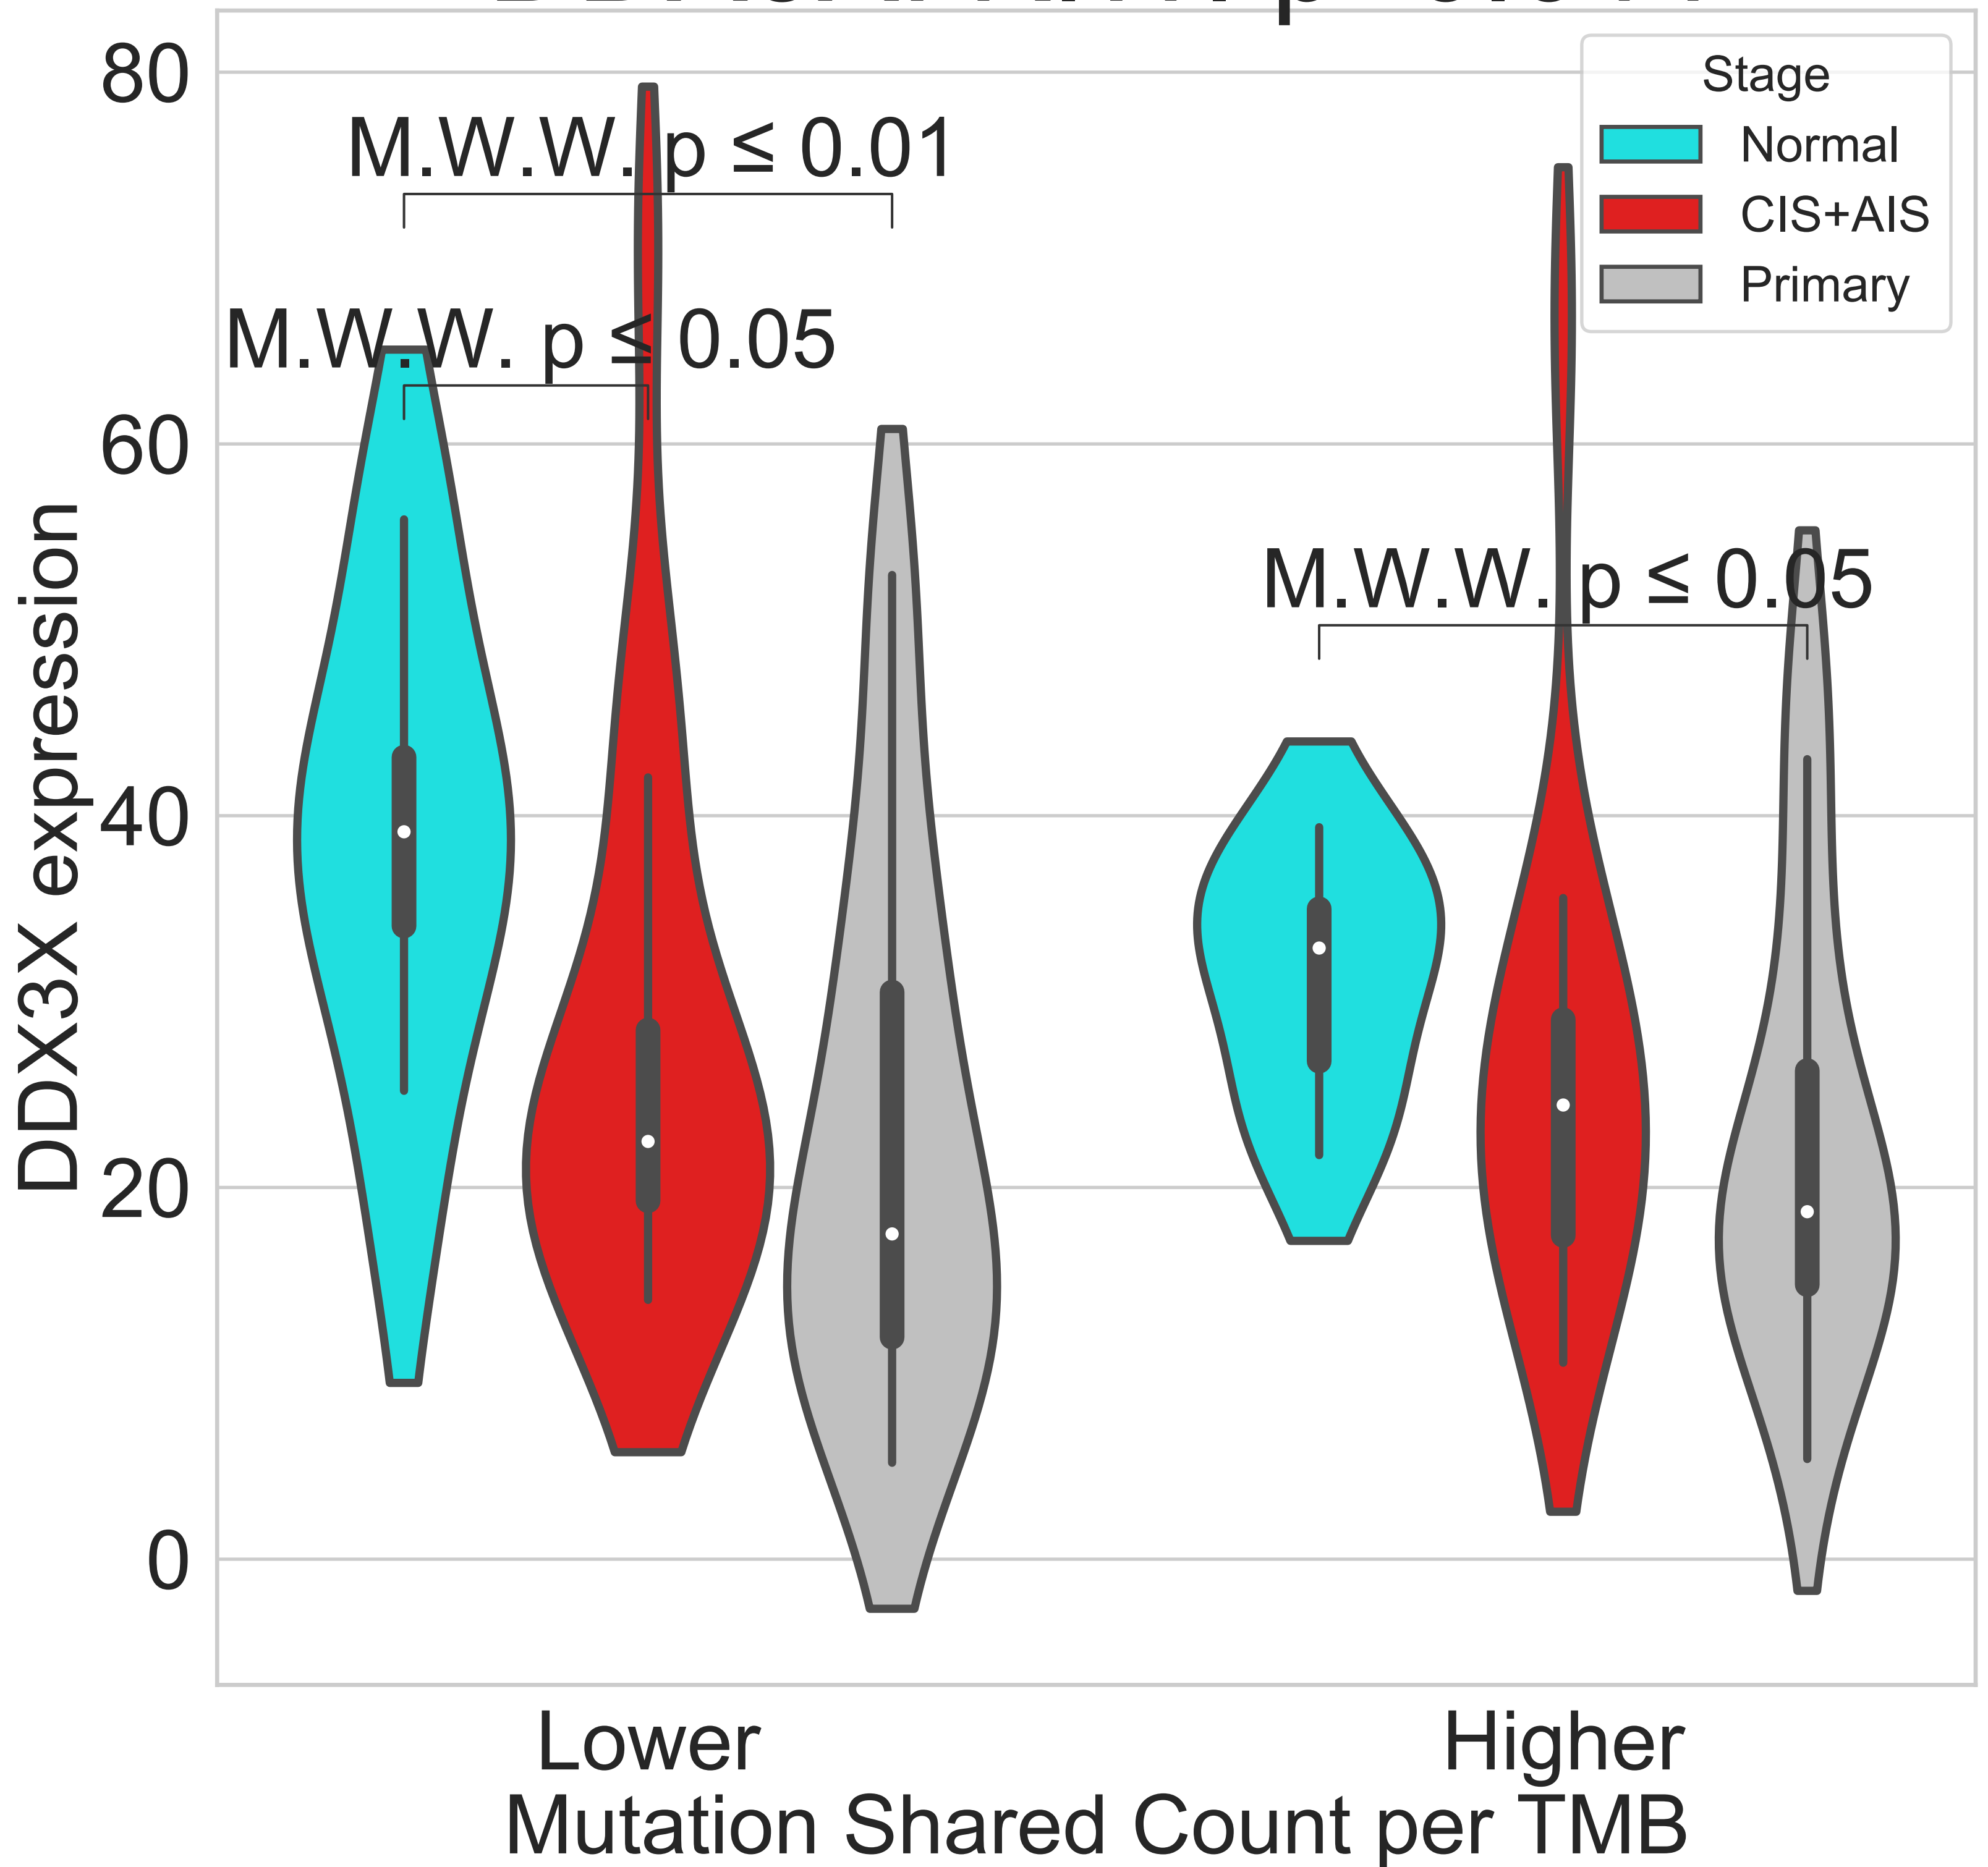 80
60
40
20
0
DDX3X expression
Stage
Normal
CIS+AIS
Primary
M.W.W. p ≤ 0.01
M.W.W. p ≤ 0.05
M.W.W. p ≤ 0.05
Lower
Higher
Mutation Shared Count per TMB